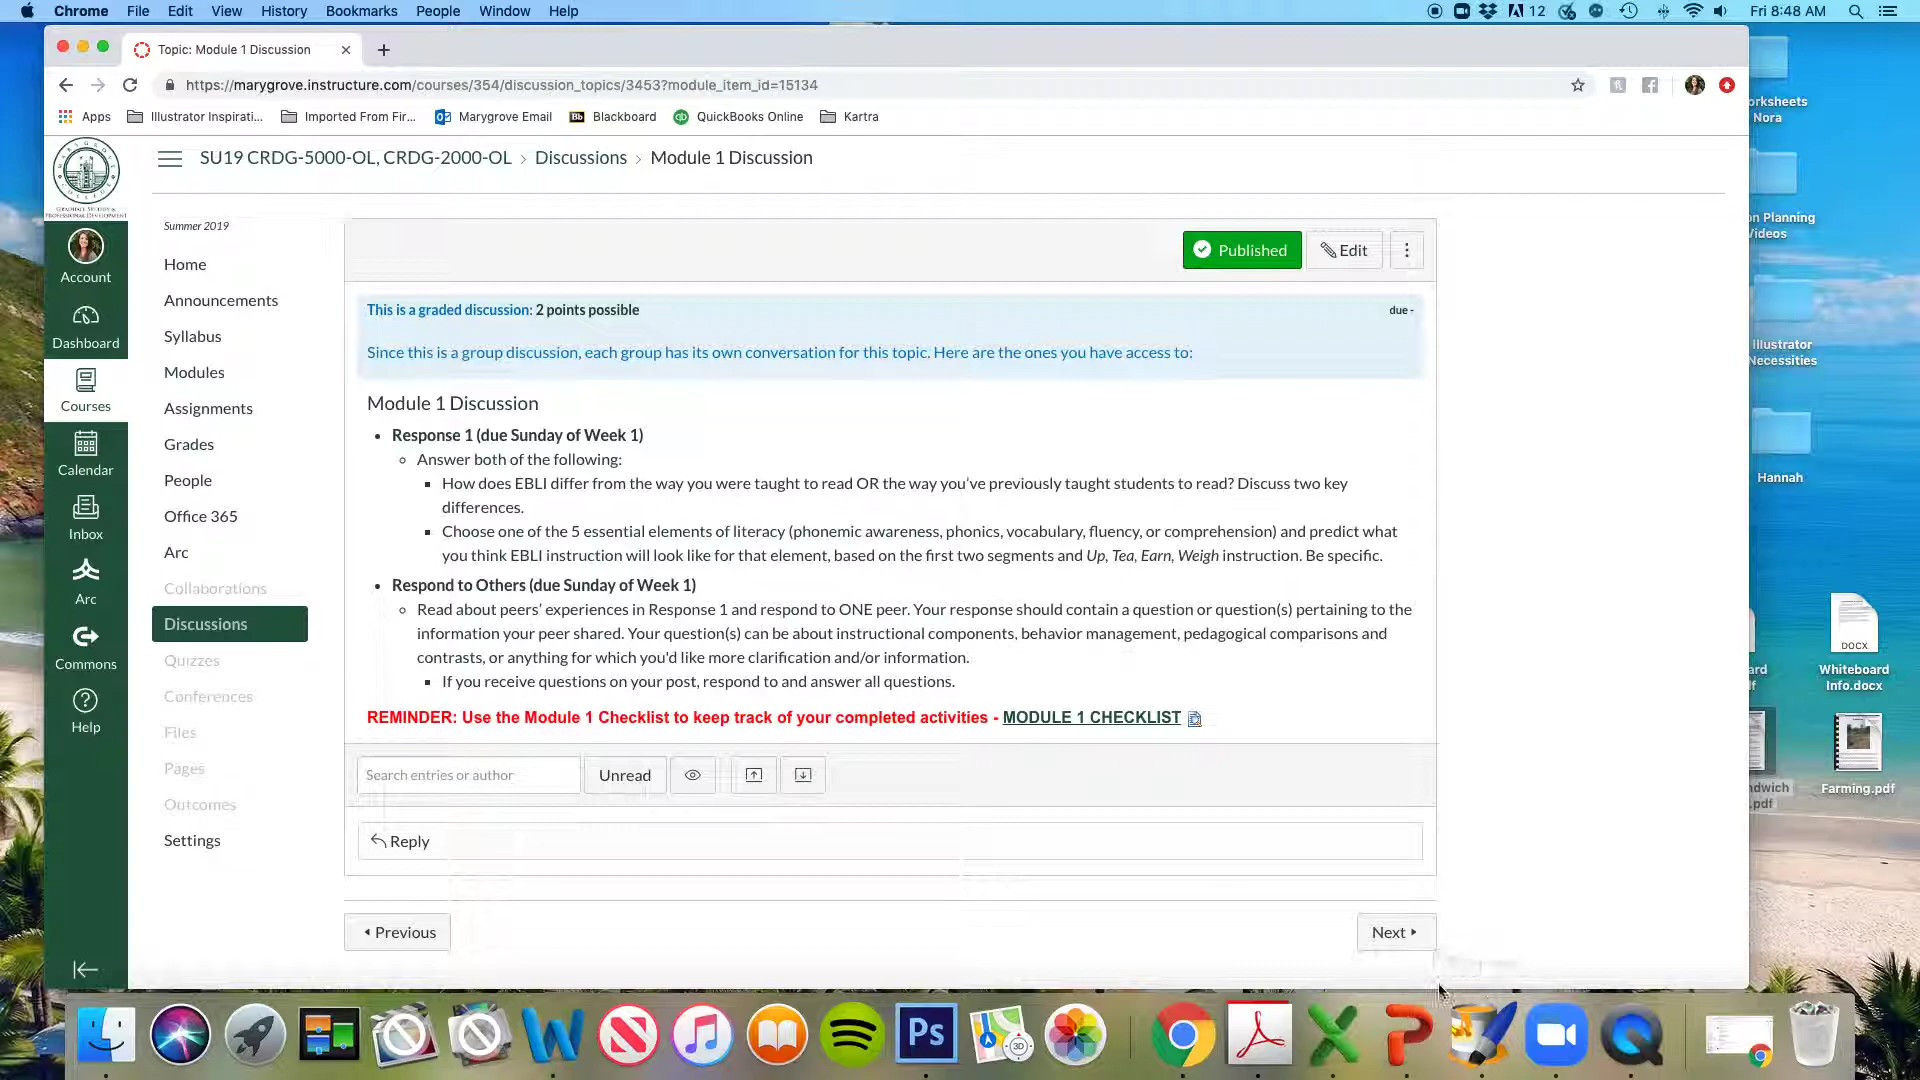 Chrome File Edit View History Bookmarks People Window Help 12 Fri 8:48 AM
Topic: Module 1 Discussion
https://marygrove.instructure.com/courses/354/discussion_topics/3453?module_item_id=15134
Apps Illustrator Inspirati... Imported From Fir... Marygrove Email Bb Blackboard QuickBooks Online Kartra
MARYGROVE COLLEGE
GRADUATE STUDIES &
PROFESSIONAL DEVELOPMENT
SU19 CRDG-5000-OL, CRDG-2000-OL > Discussions > Module 1 Discussion
Account
Dashboard
Courses
Calendar
Inbox
Arc
Commons
Help
Summer 2019
Home
Announcements
Syllabus
Modules
Assignments
Grades
People
Office 365
Arc
Collaborations
Discussions
Quizzes
Conferences
Files
Pages
Outcomes
Settings
Published Edit
This is a graded discussion: 2 points possible due -
Since this is a group discussion, each group has its own conversation for this topic. Here are the ones you have access to:
Module 1 Discussion
Response 1 (due Sunday of Week 1)
Answer both of the following:
How does EBLI differ from the way you were taught to read OR the way you've previously taught students to read? Discuss two key
differences.
Choose one of the 5 essential elements of literacy (phonemic awareness, phonics, vocabulary, fluency, or comprehension) and predict what
you think EBLI instruction will look like for that element, based on the first two segments and Up, Tea, Earn, Weigh instruction. Be specific.
Respond to Others (due Sunday of Week 1)
Read about peers' experiences in Response 1 and respond to ONE peer. Your response should contain a question or question(s) pertaining to the
information your peer shared. Your question(s) can be about instructional components, behavior management, pedagogical comparisons and
contrasts, or anything for which you'd like more clarification and/or information.
If you receive questions on your post, respond to and answer all questions.
REMINDER: Use the Module 1 Checklist to keep track of your completed activities - MODULE 1 CHECKLIST
Search entries or author Unread
Reply
Previous Next
orksheets
Nora
on Planning
Videos
Illustrator
Necessities
Hannah
ard
lf
DOCX
Whiteboard
Info.docx
ndwich
.pdf
Farming.pdf
Ps
3D